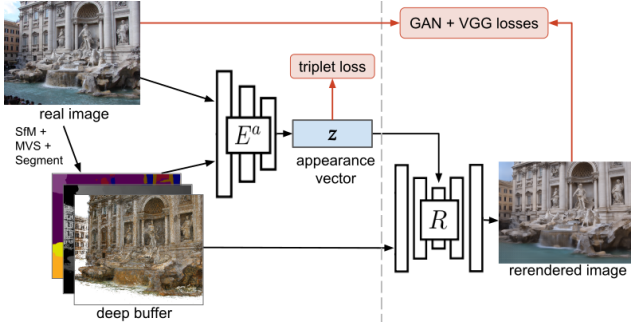 GAN + VGG losses
triplet loss
real image
SfM +
MVS +
Segment
E^a
z
appearance
vector
R
rerendered image
deep buffer